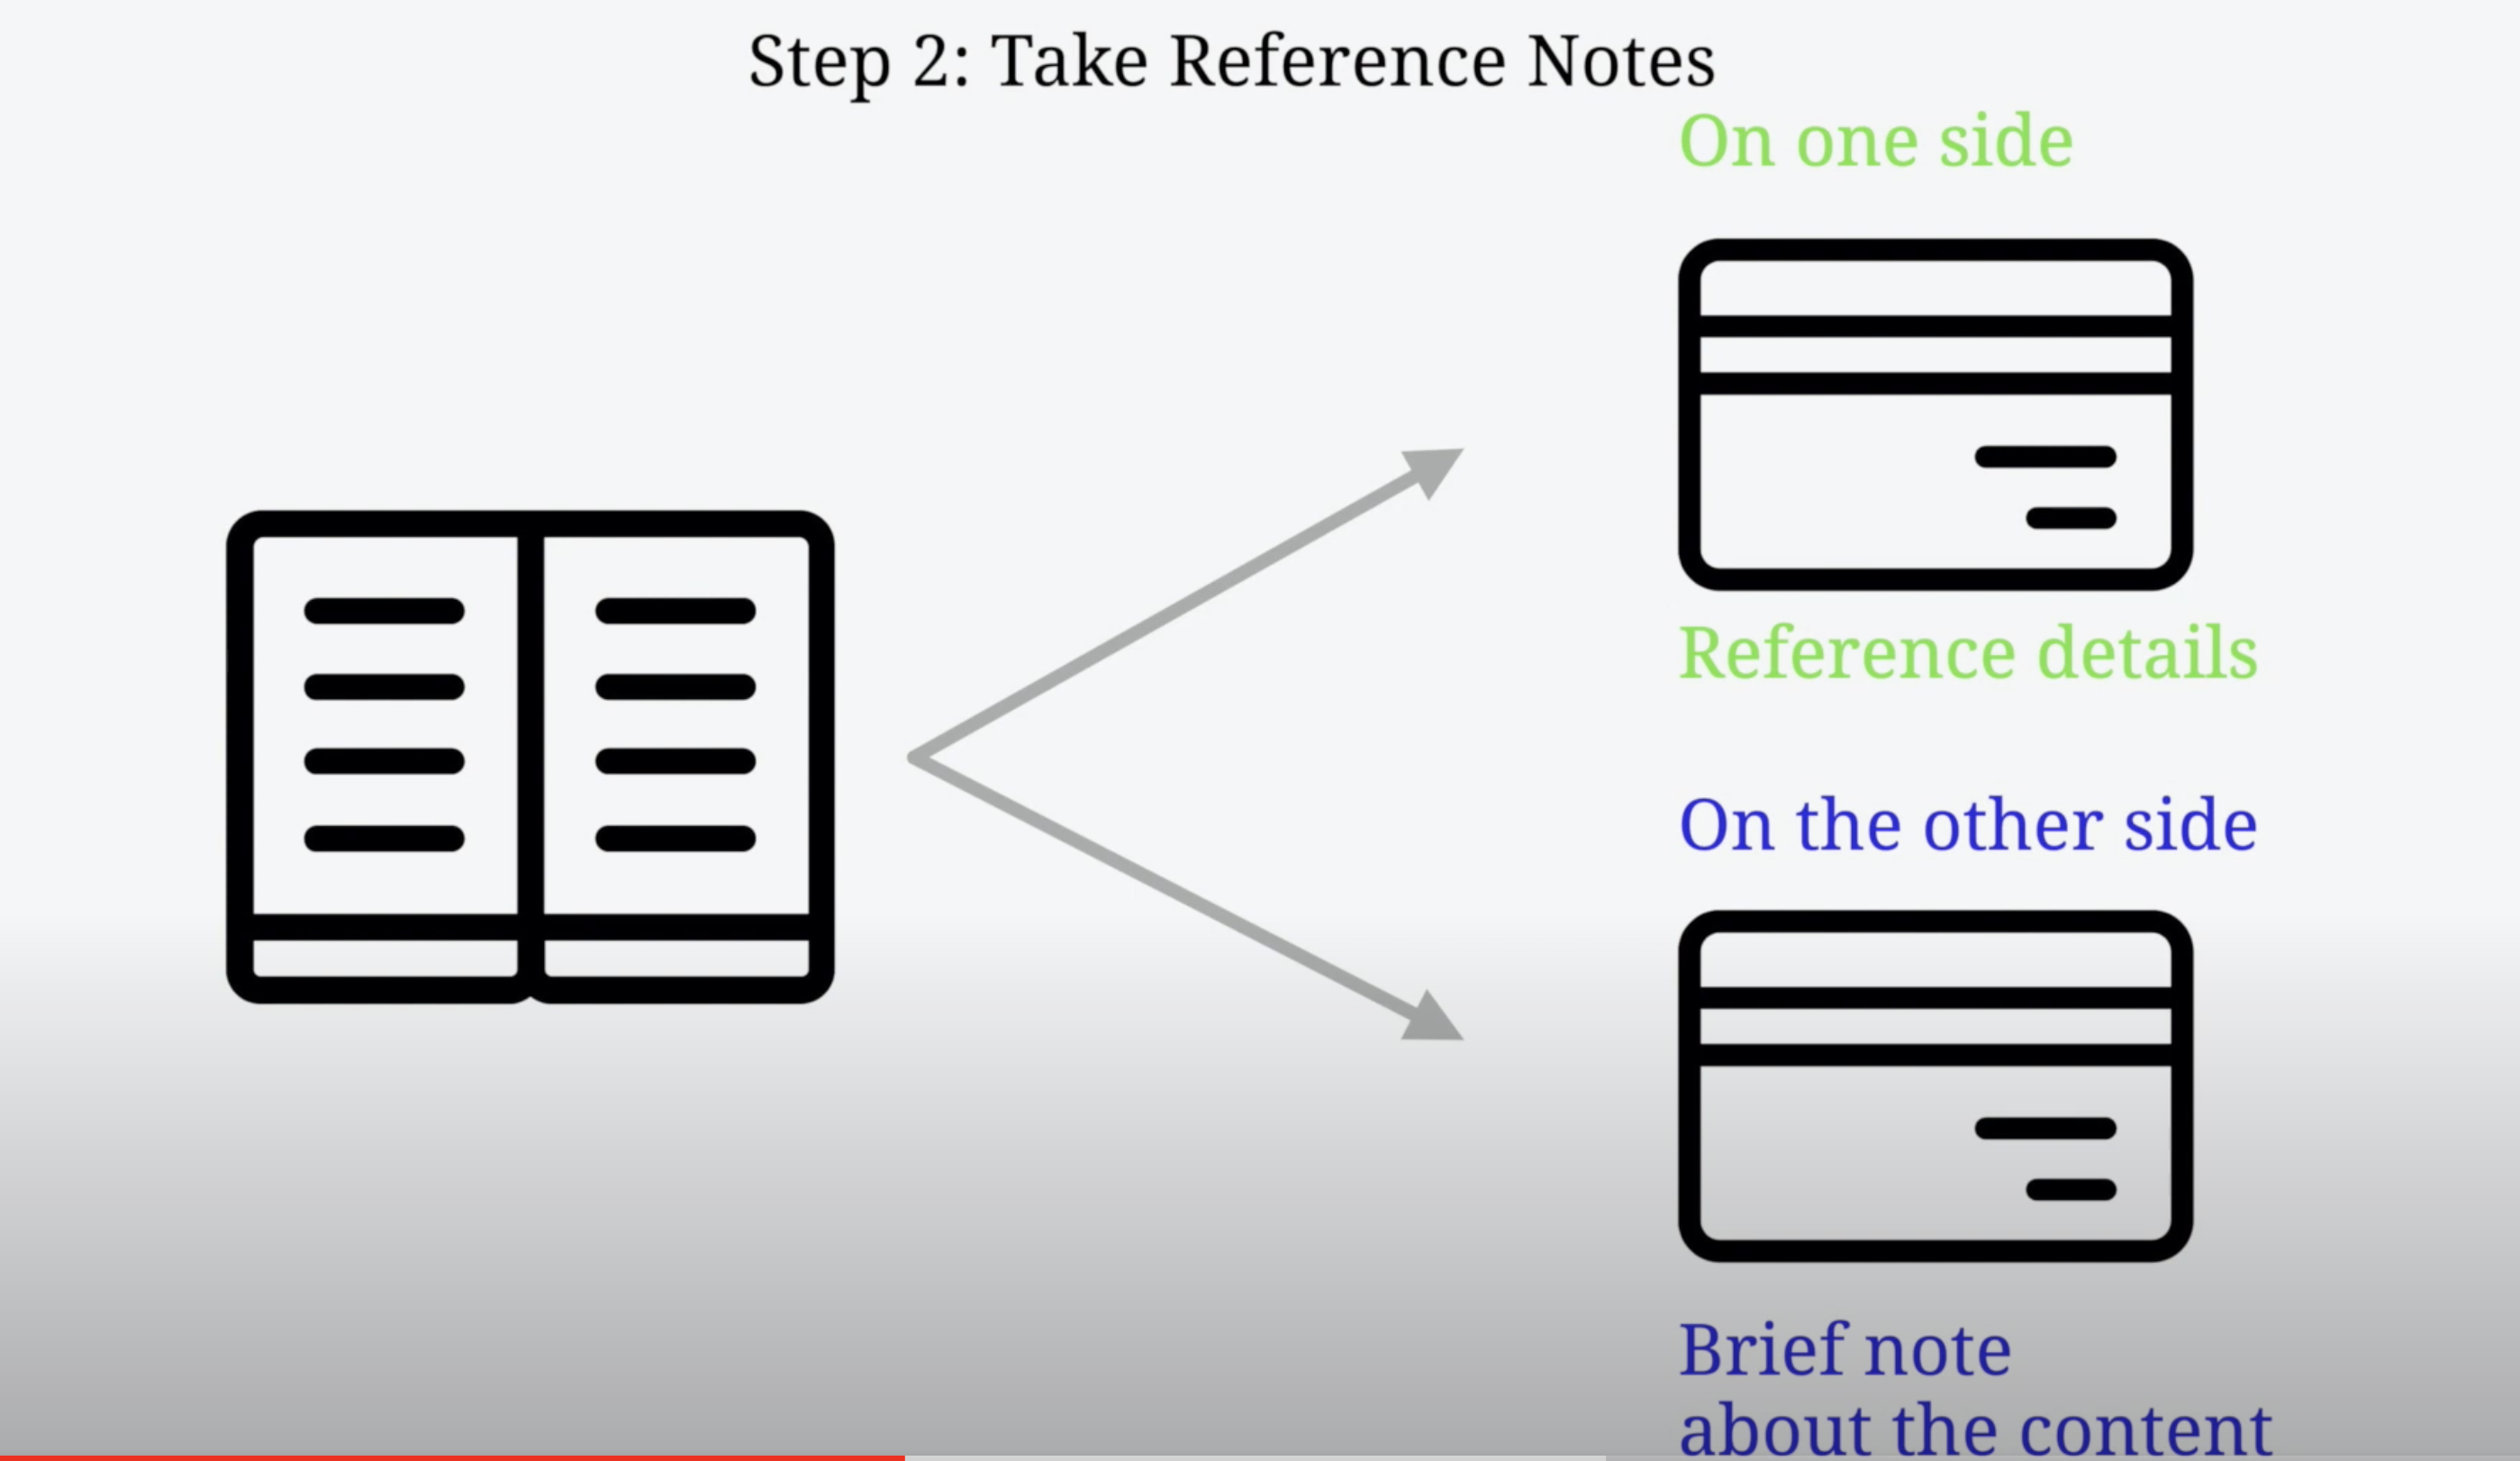 Step 2: Take Reference Notes
On one side
Reference details
On the other side
Brief note
about the content